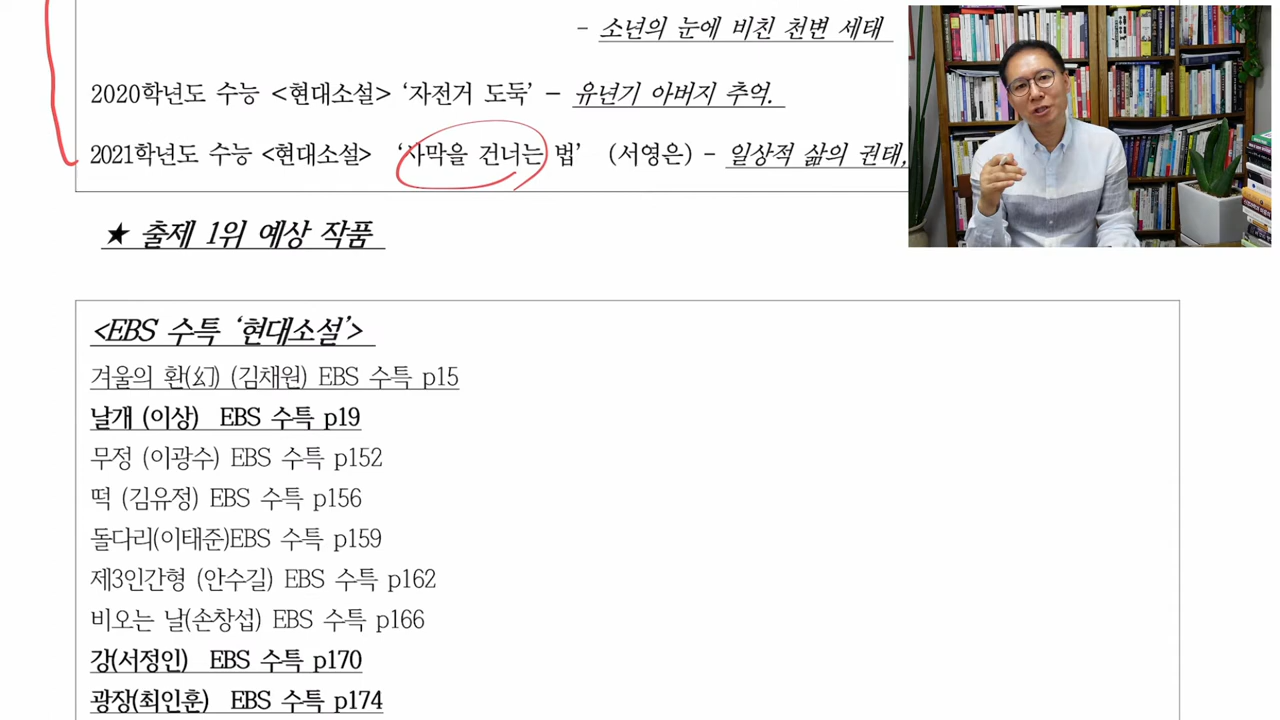 - 소년의 눈에 비친 천변 세태
2020학년도 수능 <현대소설> ‘자전거 도둑’ – 유년기 아버지 추억.
2021학년도 수능 <현대소설> ‘사막을 건너는 법’ (서영은) - 일상적 삶의 권태,
★ 출제 1위 예상 작품
<EBS 수특 ‘현대소설’>
겨울의 환(幻) (김채원) EBS 수특 p15
날개 (이상) EBS 수특 p19
무정 (이광수) EBS 수특 p152
떡 (김유정) EBS 수특 p156
돌다리(이태준)EBS 수특 p159
제3인간형 (안수길) EBS 수특 p162
비오는 날(손창섭) EBS 수특 p166
강(서정인) EBS 수특 p170
광장(최인훈) EBS 수특 p174